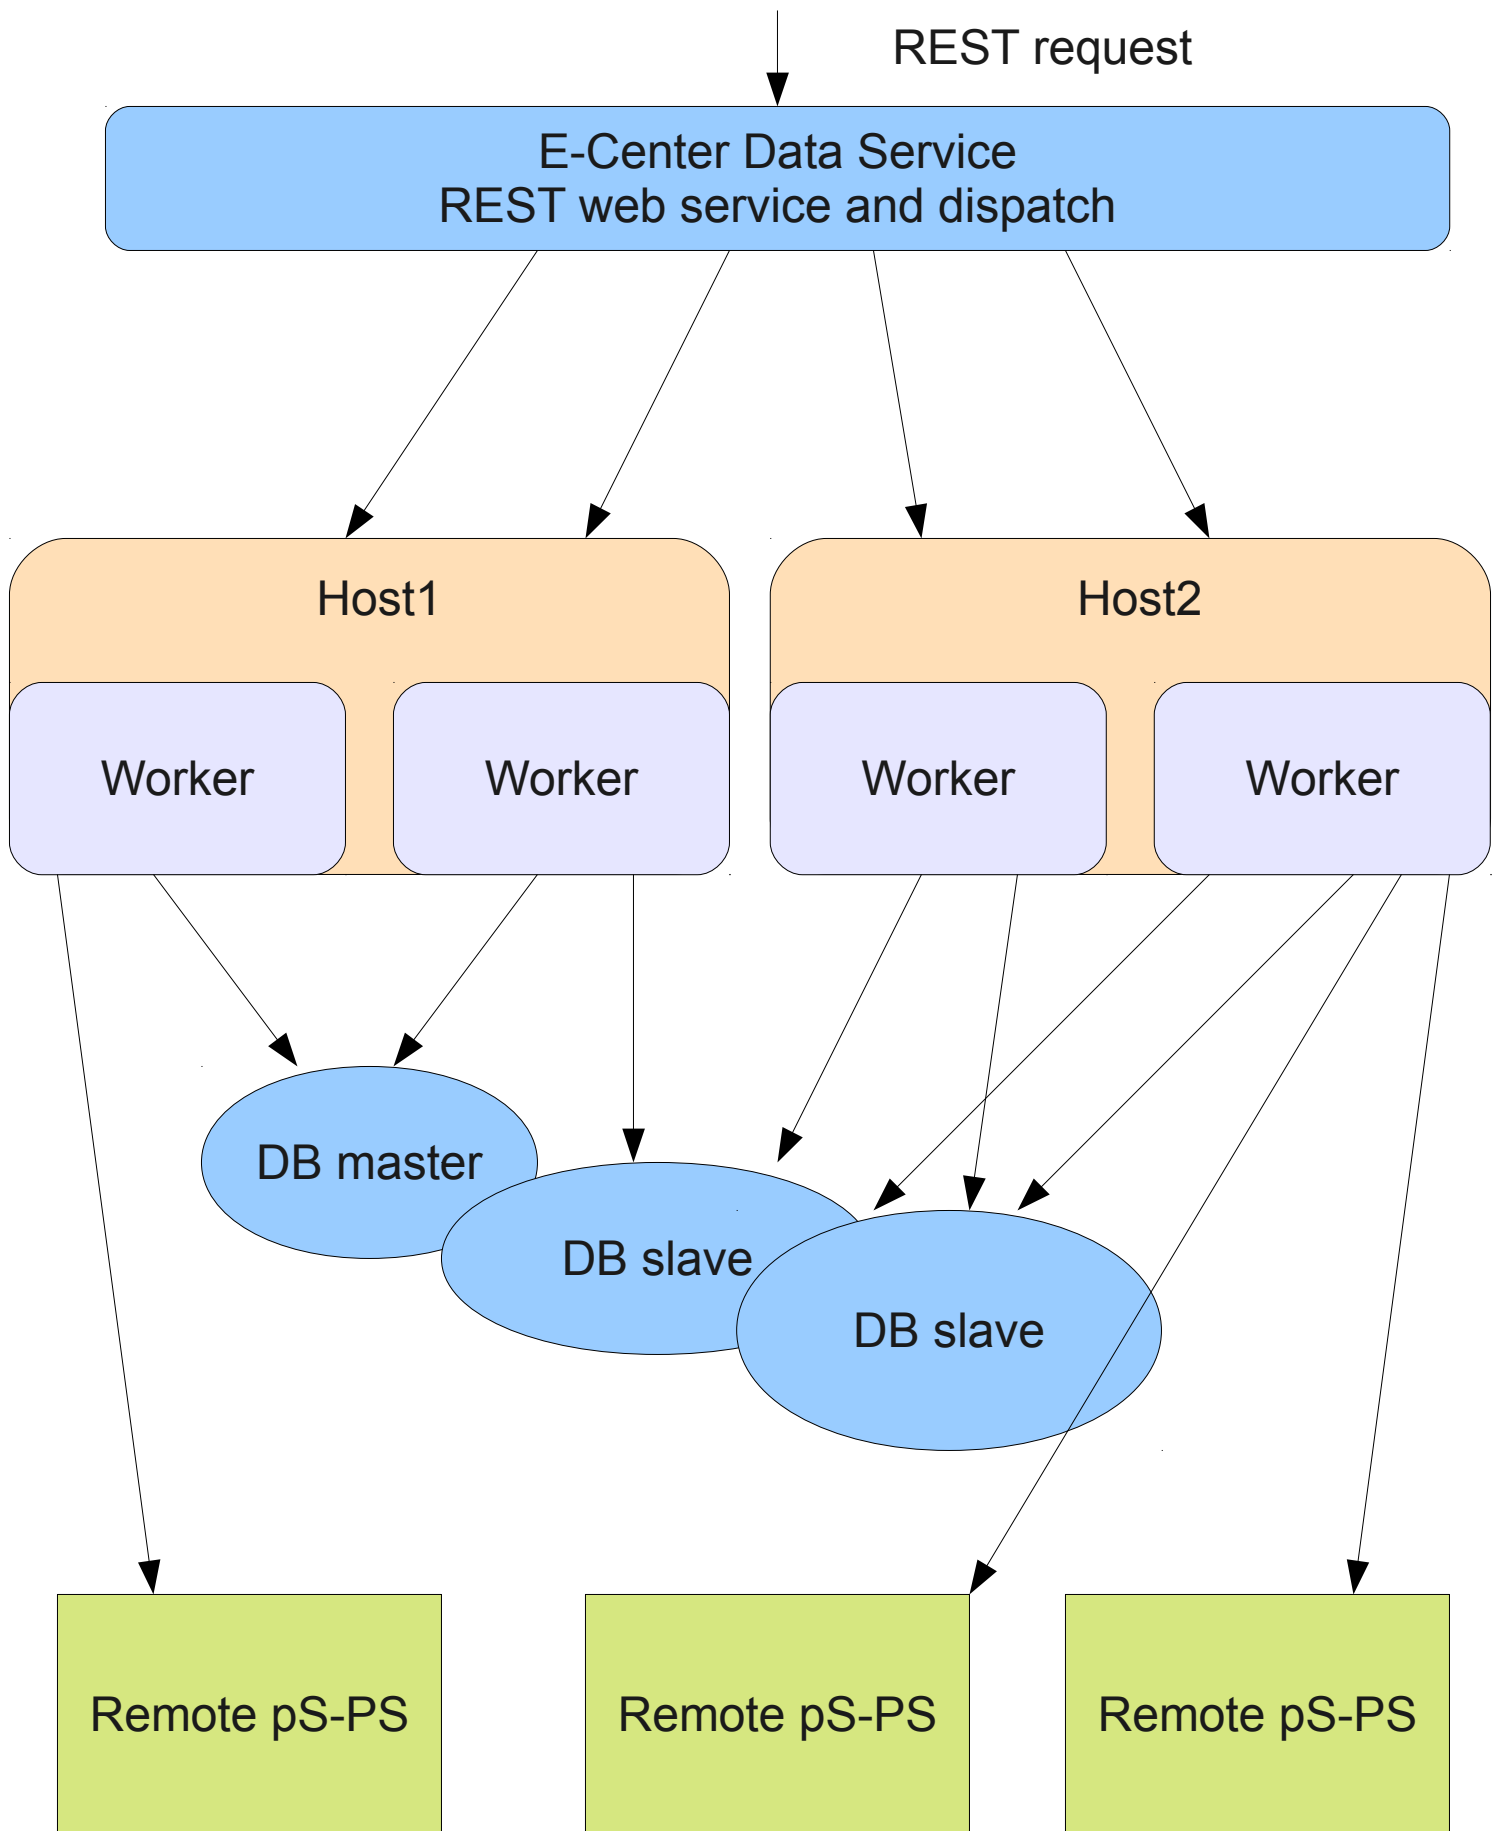 REST request
E-Center Data Service
REST web service and dispatch
Host1
Host2
Worker
Worker
Worker
Worker
DB master
DB slave
DB slave
Remote pS-PS
Remote pS-PS
Remote pS-PS